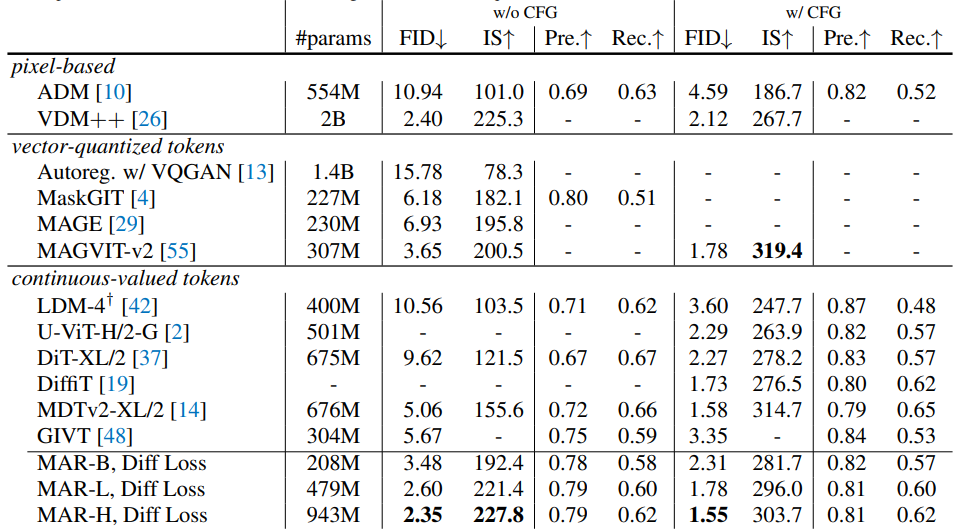 w/o CFG w/ CFG
#params FID↓ IS↑ Pre.↑ Rec.↑ FID↓ IS↑ Pre.↑ Rec.↑
pixel-based
ADM [10] 554M 10.94 101.0 0.69 0.63 4.59 186.7 0.82 0.52
VDM++ [26] 2B 2.40 225.3 - - 2.12 267.7 - -
vector-quantized tokens
Autoreg. w/ VQGAN [13] 1.4B 15.78 78.3 - - - - - -
MaskGIT [4] 227M 6.18 182.1 0.80 0.51 - - - -
MAGE [29] 230M 6.93 195.8 - - - - - -
MAGVIT-v2 [55] 307M 3.65 200.5 - - 1.78 319.4 - -
continuous-valued tokens
LDM-4† [42] 400M 10.56 103.5 0.71 0.62 3.60 247.7 0.87 0.48
U-ViT-H/2-G [2] 501M - - - - 2.29 263.9 0.82 0.57
DiT-XL/2 [37] 675M 9.62 121.5 0.67 0.67 2.27 278.2 0.83 0.57
DiffiT [19] - - - - - 1.73 276.5 0.80 0.62
MDTv2-XL/2 [14] 676M 5.06 155.6 0.72 0.66 1.58 314.7 0.79 0.65
GIVT [48] 304M 5.67 - 0.75 0.59 3.35 - 0.84 0.53
MAR-B, Diff Loss 208M 3.48 192.4 0.78 0.58 2.31 281.7 0.82 0.57
MAR-L, Diff Loss 479M 2.60 221.4 0.79 0.60 1.78 296.0 0.81 0.60
MAR-H, Diff Loss 943M 2.35 227.8 0.79 0.62 1.55 303.7 0.81 0.62